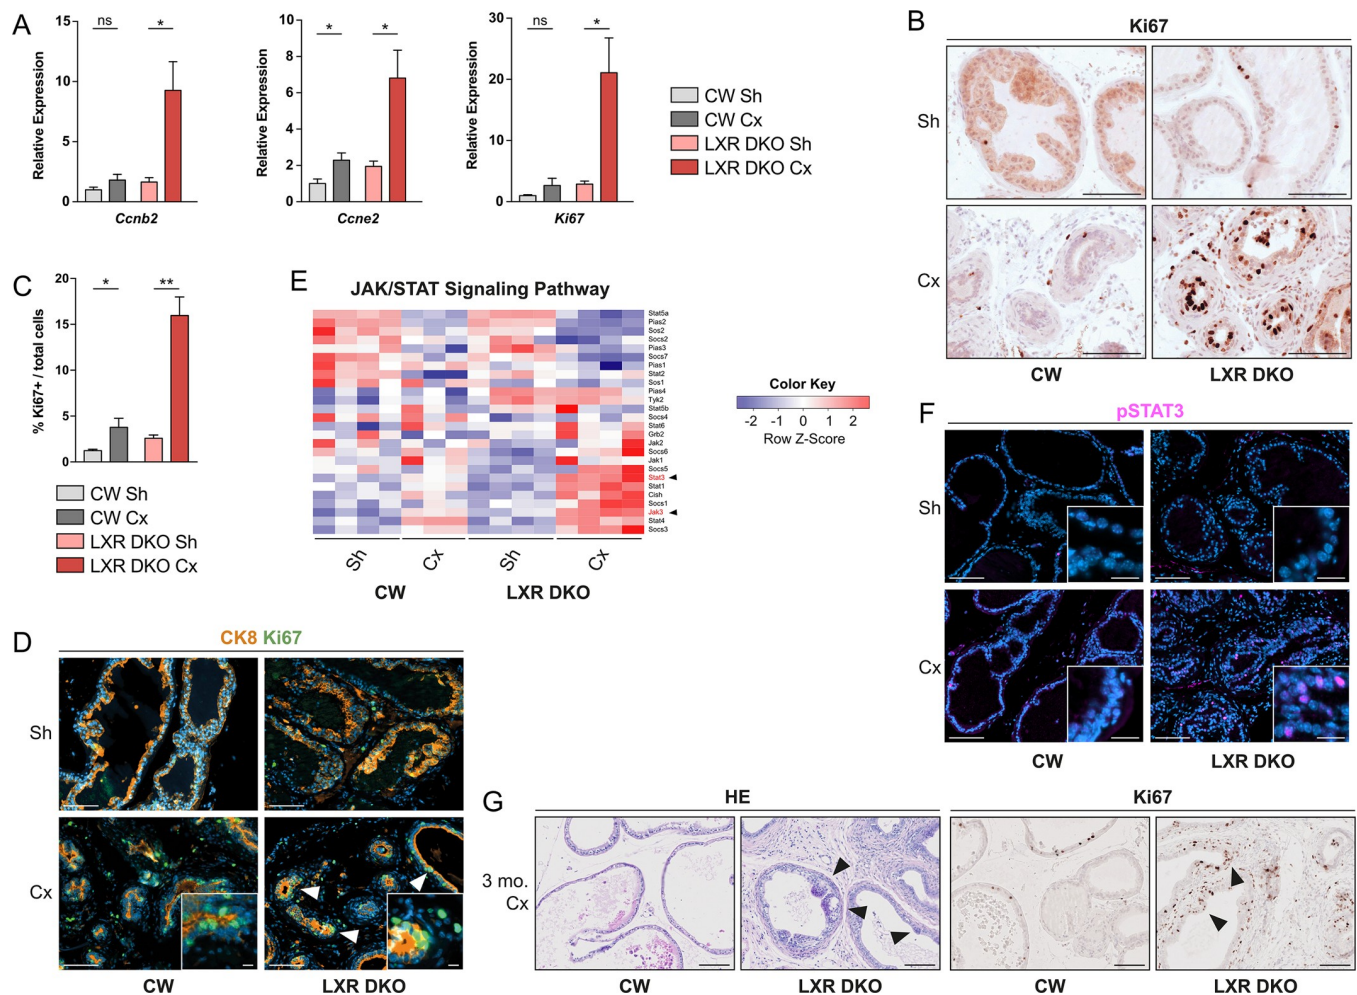 A
15
10
5
0
Relative Expression
ns
*
Ccnb2
10
8
6
4
2
0
Relative Expression
*
*
Ccne2
30
20
10
0
Relative Expression
ns
*
Ki67
CW Sh
CW Cx
LXR DKO Sh
LXR DKO Cx
B
Ki67
Sh
Cx
CW
LXR DKO
C
20
15
10
5
0
% Ki67+ / total cells
*
**
CW Sh
CW Cx
LXR DKO Sh
LXR DKO Cx
E
JAK/STAT Signaling Pathway
Stat5a
Pias2
Sos2
Socs2
Pias3
Socs7
Pias1
Stat2
Sos1
Pias4
Tyk2
Stat5b
Socs4
Stat6
Grb2
Jak2
Socs6
Jak1
Socs5
Stat3
Stat1
Cish
Socs1
Jak3
Stat4
Socs3
Sh
Cx
Sh
Cx
CW
LXR DKO
Color Key
-2 -1 0 1 2
Row Z-Score
F
pSTAT3
Sh
Cx
CW
LXR DKO
D
CK8 Ki67
Sh
Cx
CW
LXR DKO
G
HE
Ki67
3 mo.
Cx
CW
LXR DKO
CW
LXR DKO